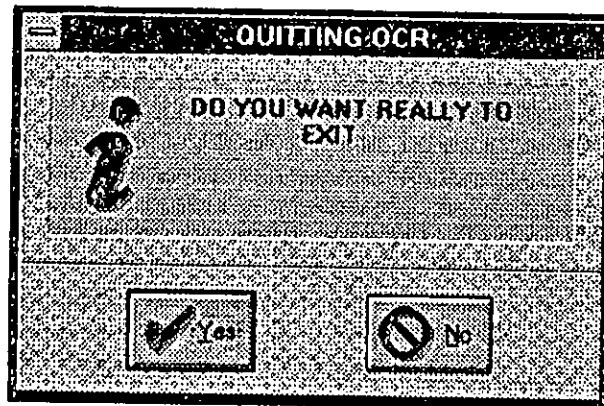 QUITTING OCR
DO YOU WANT REALLY TO
EXIT
Yes
No